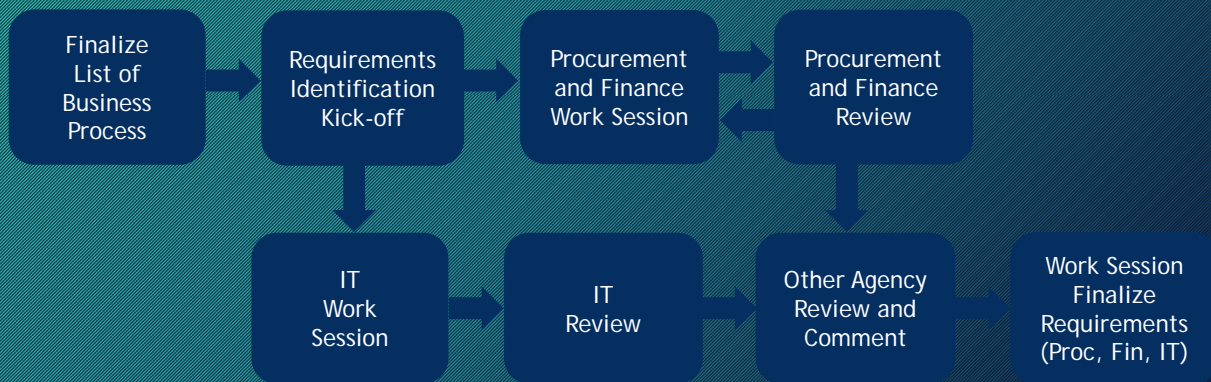 Finalize
List of
Business
Process
Requirements
Identification
Kick-off
Procurement
and Finance
Work Session
Procurement
and Finance
Review
IT
Work
Session
IT
Review
Other Agency
Review and
Comment
Work Session
Finalize
Requirements
(Proc, Fin, IT)